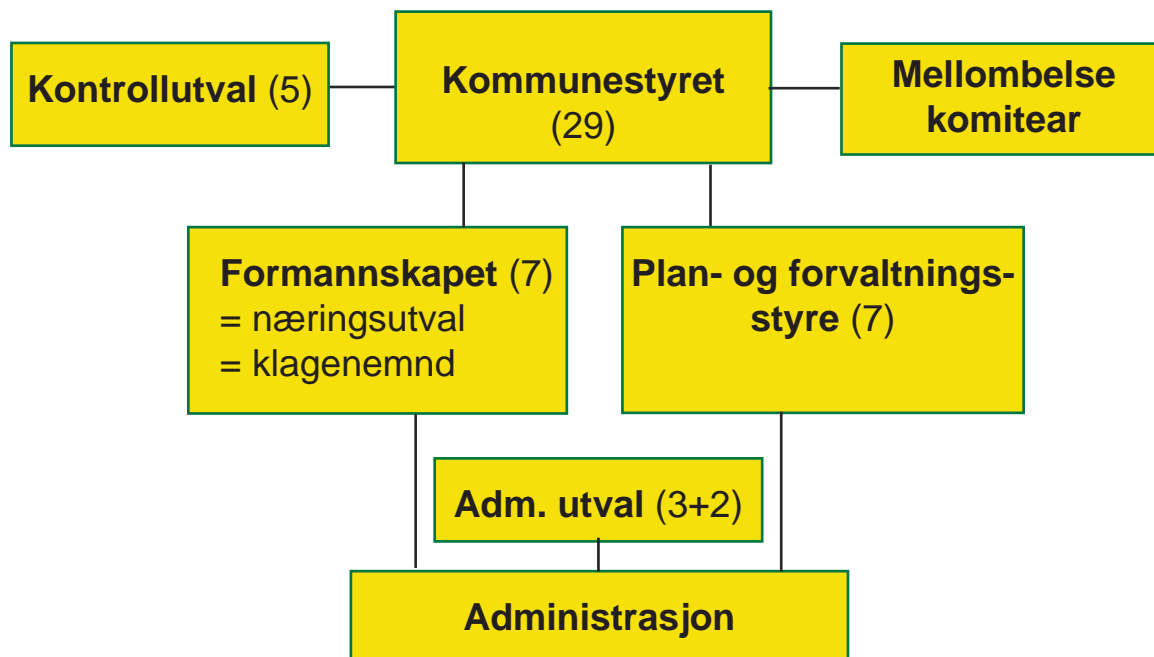 Kontrollutval (5)
Kommunestyret
(29)
Mellombelse
komitear
Formannskapet (7)
= næringsutval
= klagenemnd
Plan- og forvaltnings-
styre (7)
Adm. utval (3+2)
Administrasjon